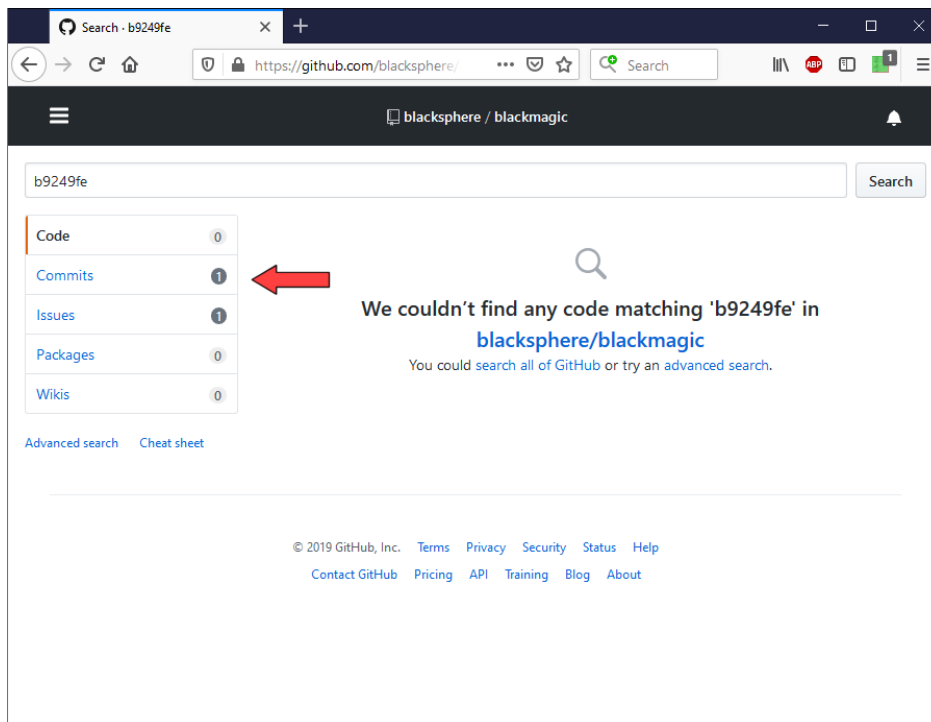 Search · b9249fe
https://github.com/blacksphere/
Search
ABP
1
blacksphere / blackmagic
b9249fe
Search
Code 0
Commits 1
Issues 1
Packages 0
Wikis 0
Advanced search Cheat sheet
We couldn’t find any code matching 'b9249fe' in
blacksphere/blackmagic
You could search all of GitHub or try an advanced search.
© 2019 GitHub, Inc. Terms Privacy Security Status Help
Contact GitHub Pricing API Training Blog About